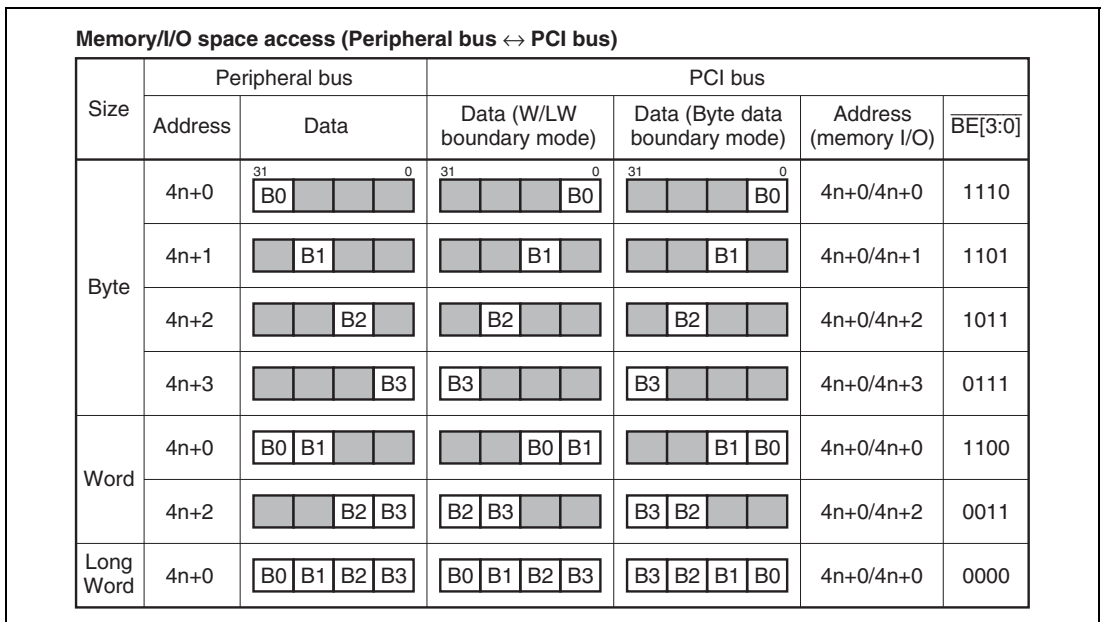 Memory/I/O space access (Peripheral bus ↔ PCI bus)
Size
Peripheral bus
PCI bus
Address
Data
Data (W/LW
boundary mode)
Data (Byte data
boundary mode)
Address
(memory I/O)
BE[3:0]
Byte
31 0 31 0 31 0
4n+0 B0 B0 B0 4n+0/4n+0 1110
4n+1 B1 B1 B1 4n+0/4n+1 1101
4n+2 B2 B2 B2 4n+0/4n+2 1011
4n+3 B3 B3 B3 4n+0/4n+3 0111
Word
4n+0 B0 B1 B0 B1 B1 B0 4n+0/4n+0 1100
4n+2 B2 B3 B2 B3 B3 B2 4n+0/4n+2 0011
Long
Word
4n+0 B0 B1 B2 B3 B0 B1 B2 B3 B3 B2 B1 B0 4n+0/4n+0 0000